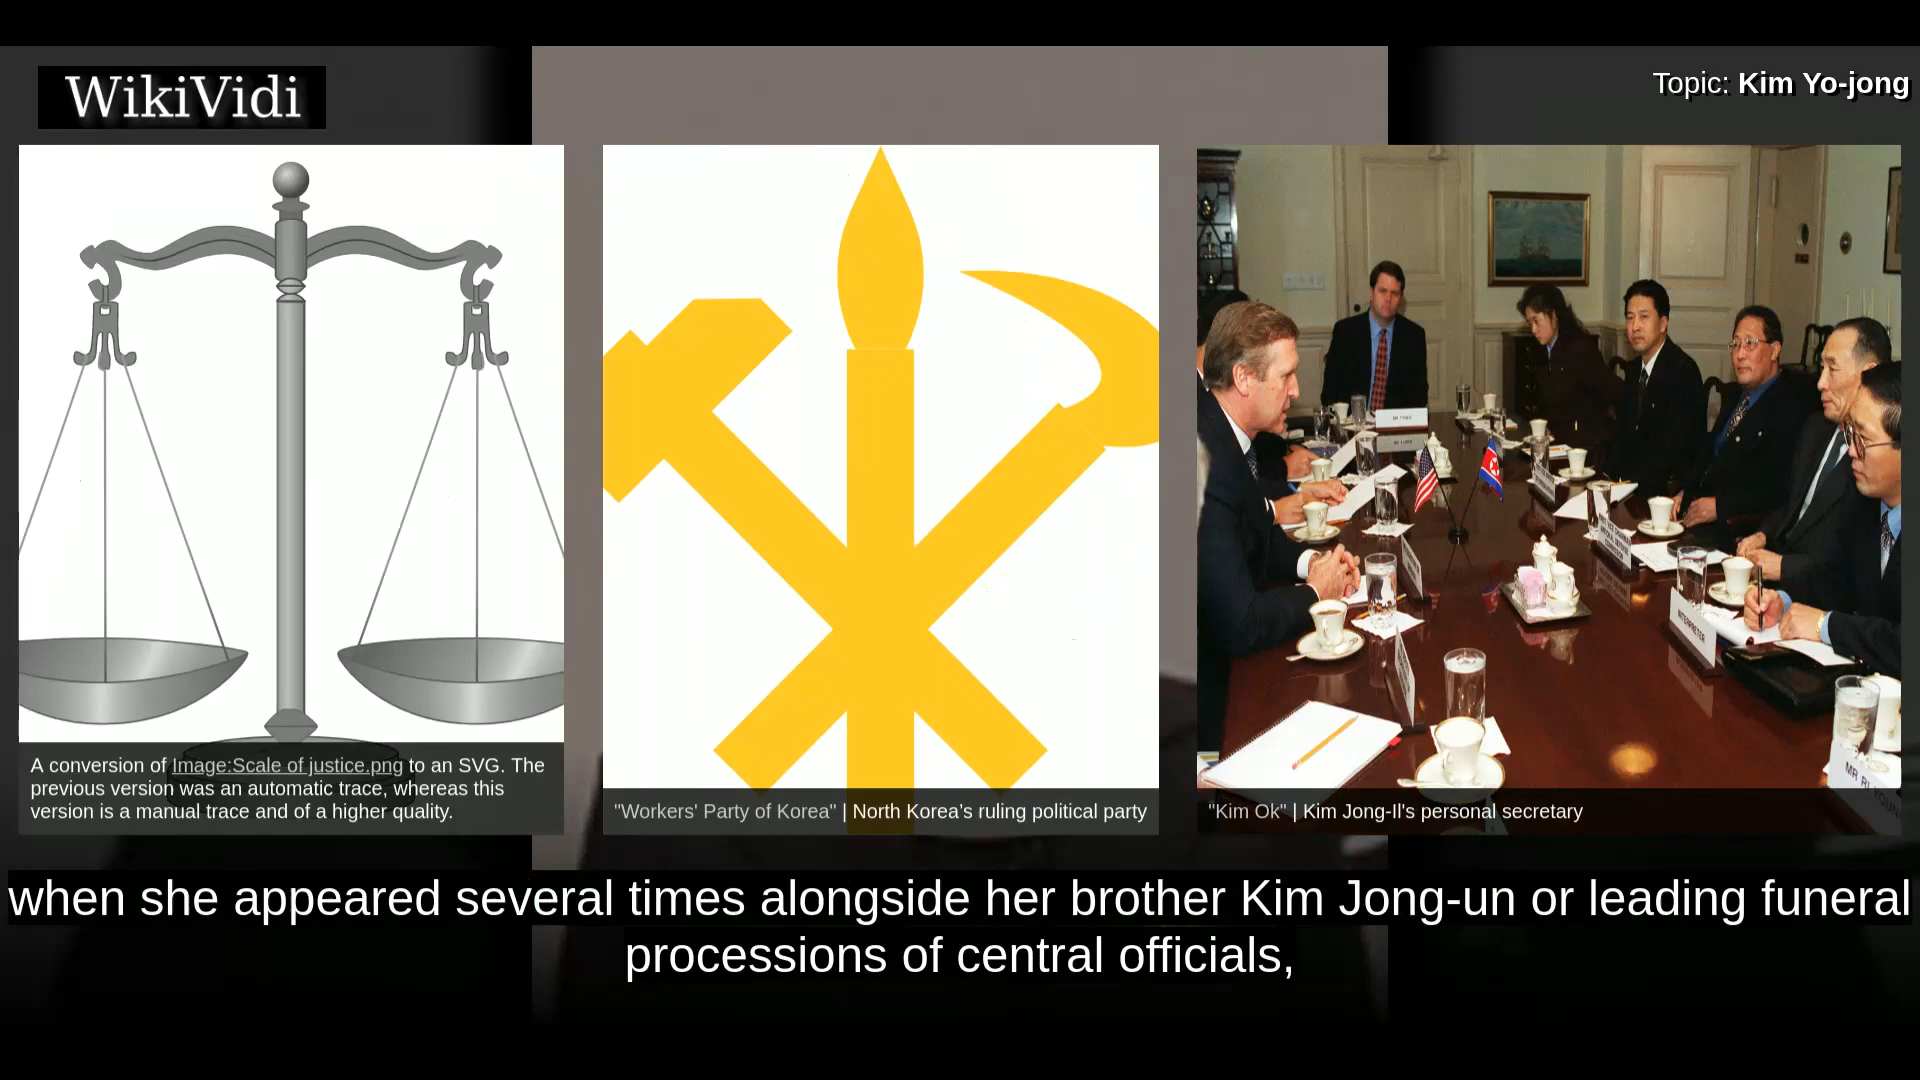 WikiVidi
Topic: Kim Yo-jong
A conversion of Image:Scale of justice.png to an SVG. The
previous version was an automatic trace, whereas this
version is a manual trace and of a higher quality.
"Workers' Party of Korea" | North Korea’s ruling political party
INTERPRETER
"Kim Ok" | Kim Jong-Il's personal secretary
when she appeared several times alongside her brother Kim Jong-un or leading funeral
processions of central officials,